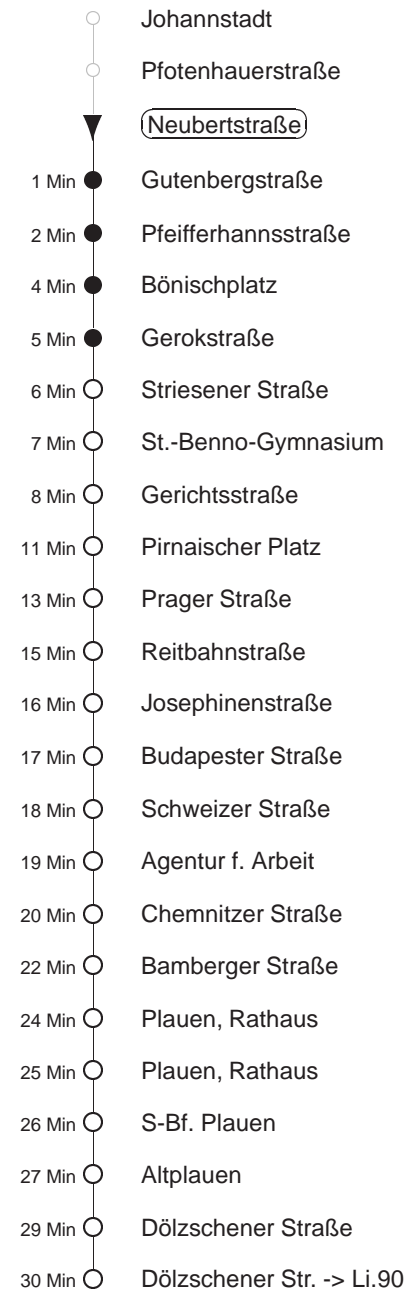 Johannstadt
Pfotenhauerstraße
Neubertstraße
1 Min Gutenbergstraße
2 Min Pfeifferhannsstraße
4 Min Bönischplatz
5 Min Gerokstraße
6 Min Striesener Straße
7 Min St.-Benno-Gymnasium
8 Min Gerichtsstraße
11 Min Pirnaischer Platz
13 Min Prager Straße
15 Min Reitbahnstraße
16 Min Josephinenstraße
17 Min Budapester Straße
18 Min Schweizer Straße
19 Min Agentur f. Arbeit
20 Min Chemnitzer Straße
22 Min Bamberger Straße
24 Min Plauen, Rathaus
25 Min Plauen, Rathaus
26 Min S-Bf. Plauen
27 Min Altplauen
29 Min Dölzschener Straße
30 Min Dölzschener Str. -> Li.90